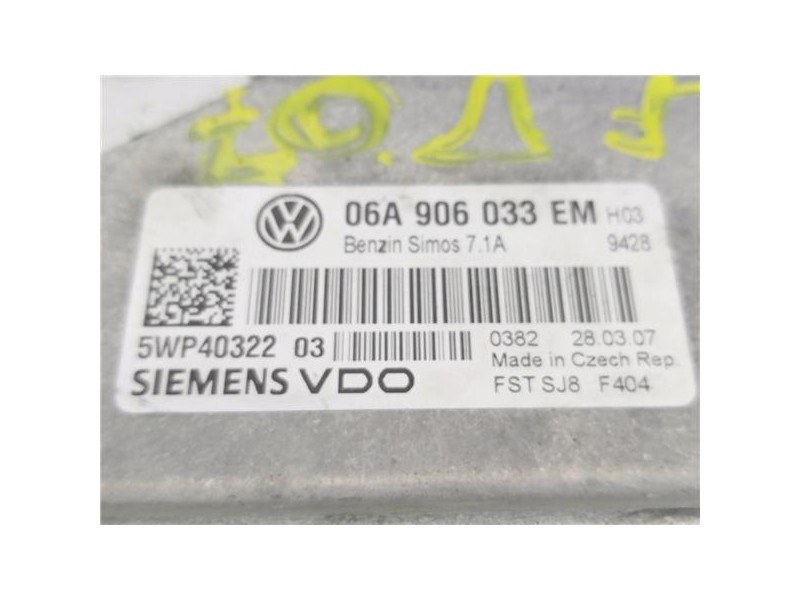 VW 06A 906 033 EM H03
Benzin Simos 7.1A 9428
5WP40322 03 0382 28.03.07
Made in Czech Rep.
SIEMENS VDO FST SJ8 F404